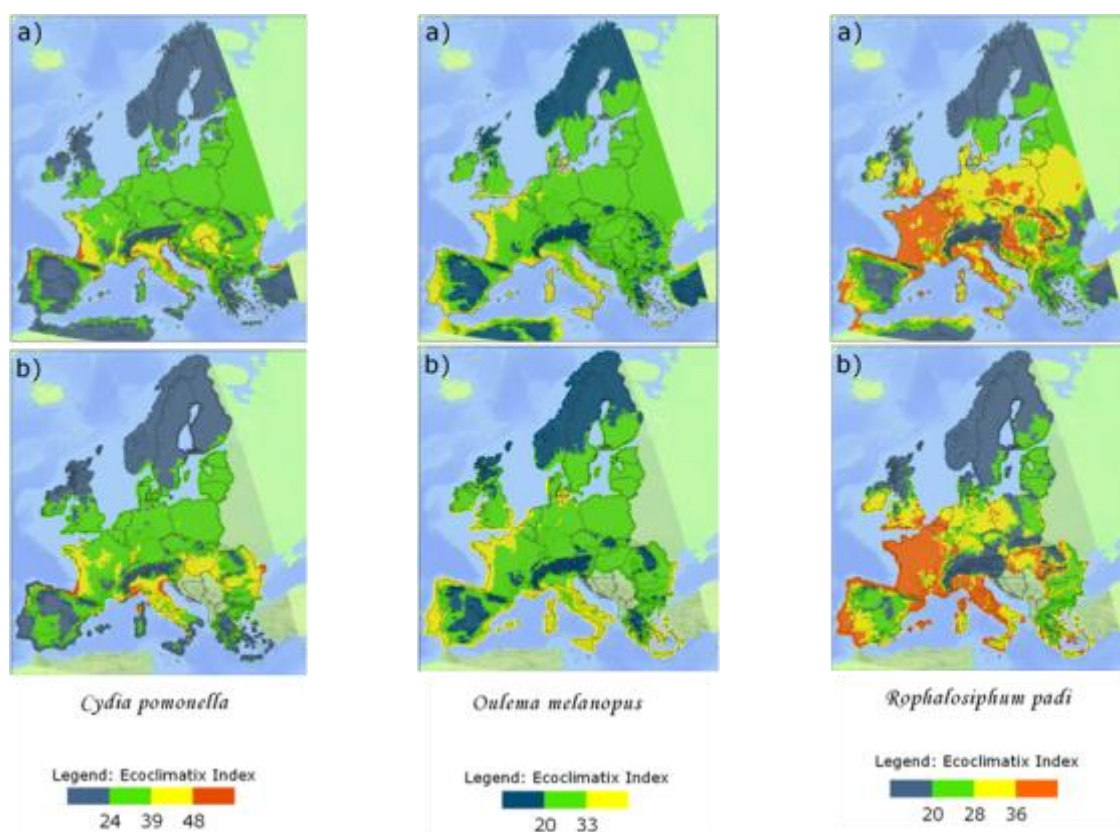 a)
a)
a)
b)
b)
b)
Cydia pomonella
Oulema melanopus
Rophalosiphum padi
Legend: Ecoclimatix Index
24 39 48
Legend: Ecoclimatix Index
20 33
Legend: Ecoclimatix Index
20 28 36